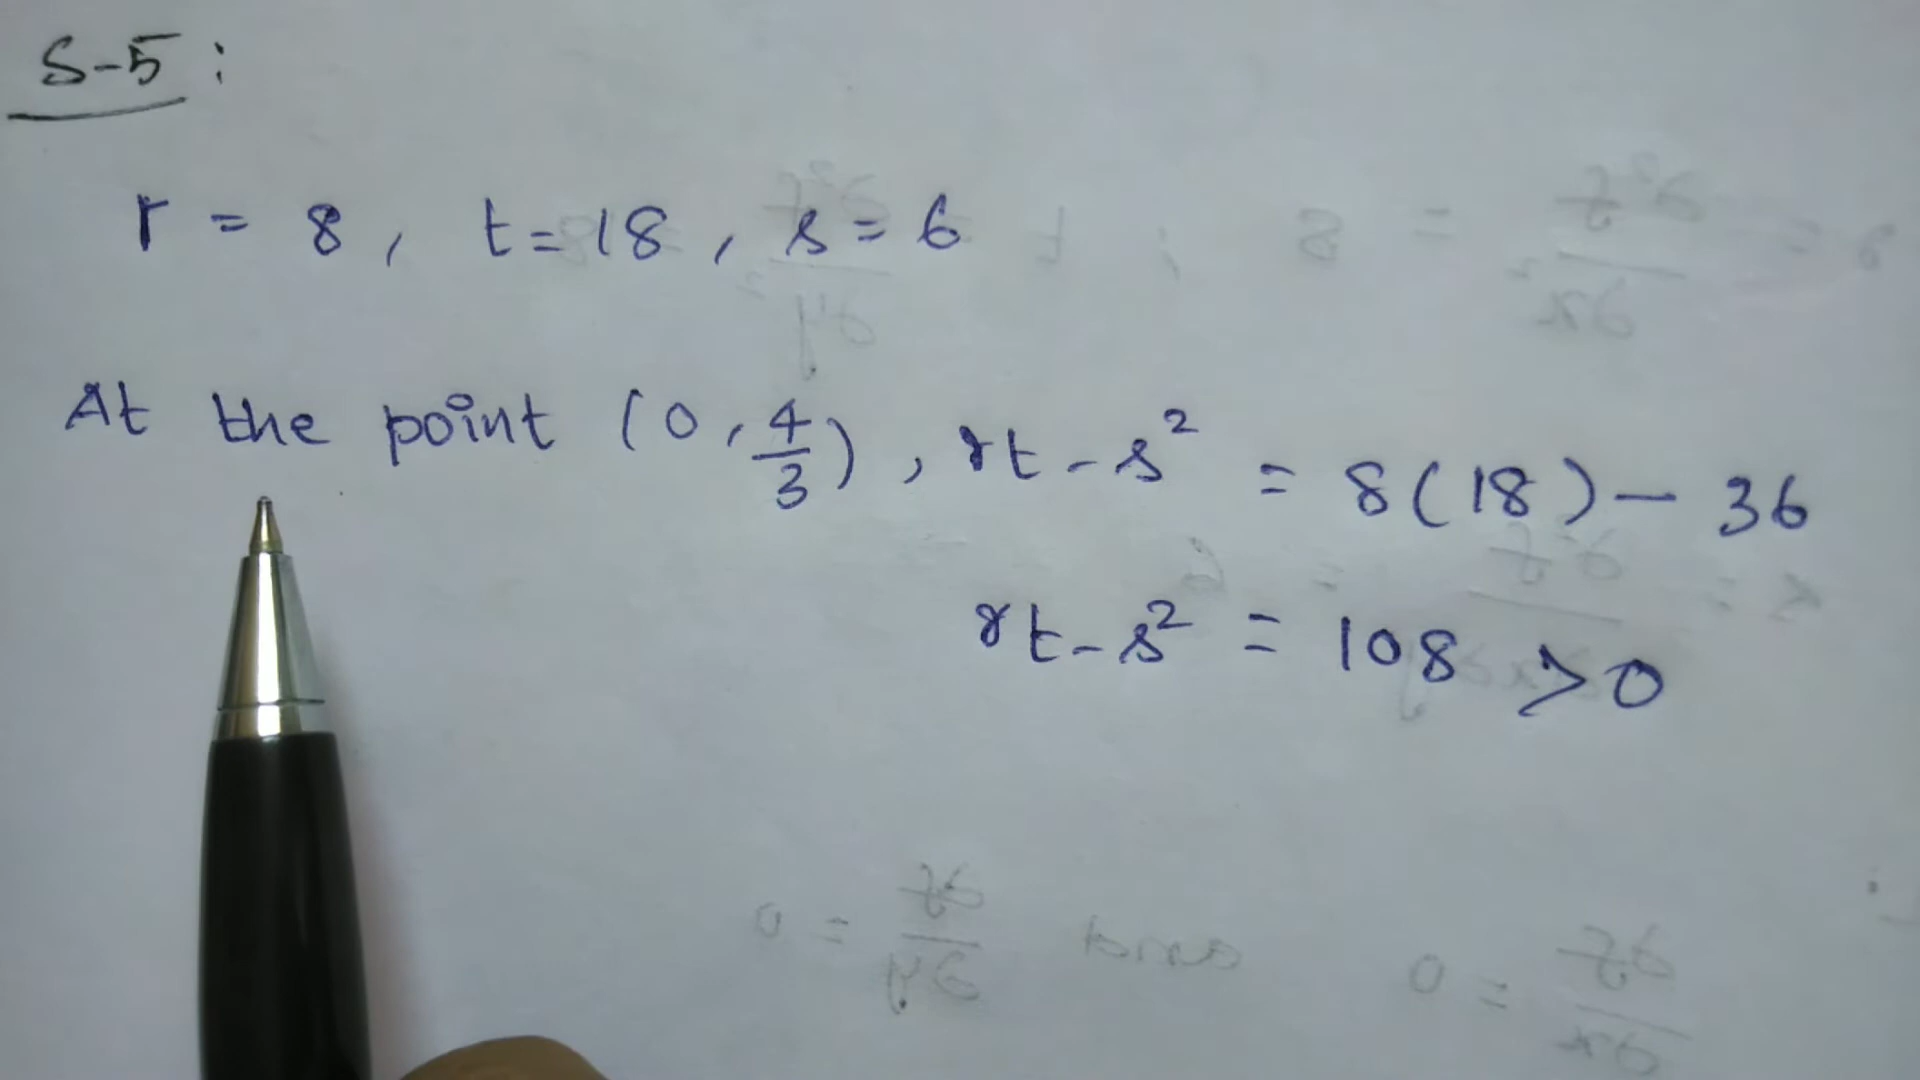 S-5:
r = 8, t=18, s=6
At the point (0, 4/3), rt-s² = 8(18) - 36
rt-s² = 108 > 0